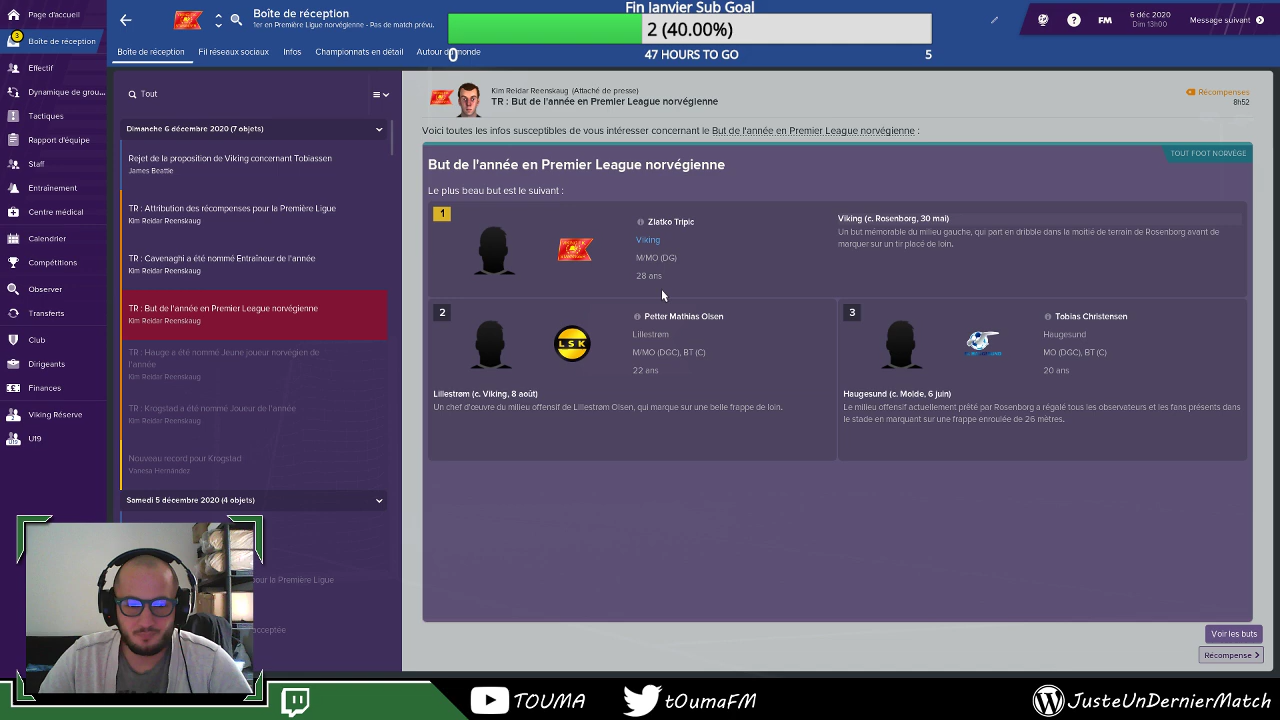 Page d'accueil
3
Boîte de réception
Effectif
Dynamique de grou...
Tactiques
Rapport d'équipe
Staff
Entraînement
Centre médical
Calendrier
Compétitions
Observer
Transferts
Club
Dirigeants
Finances
Viking Réserve
U19
Boîte de réception
1er en Première Ligue norvégienne - Pas de match prévu.
Fin Janvier Sub Goal
2 (40.00%)
0
47 HOURS TO GO
5
FM
6 déc 2020
Dim 13h00
Message suivant
Boîte de réception
Fil réseaux sociaux
Infos
Championnats en détail
Autour du monde
Tout
Dimanche 6 décembre 2020 (7 objets)
Rejet de la proposition de Viking concernant Tobiassen
James Beattie
TR : Attribution des récompenses pour la Première Ligue
Kim Reidar Reenskaug
TR : Cavenaghi a été nommé Entraîneur de l'année
Kim Reidar Reenskaug
TR : But de l'année en Premier League norvégienne
Kim Reidar Reenskaug
TR : Hauge a été nommé Jeune joueur norvégien de
l'année
Kim Reidar Reenskaug
TR : Krogstad a été nommé Joueur de l'année
Kim Reidar Reenskaug
Nouveau record pour Krogstad
Vanesa Hernández
Samedi 5 décembre 2020 (4 objets)
pour la Première Ligue
acceptée
Kim Reidar Reenskaug (Attaché de presse)
TR : But de l'année en Premier League norvégienne
Récompenses
8h52
Voici toutes les infos susceptibles de vous intéresser concernant le But de l'année en Premier League norvégienne :
TOUT FOOT NORVÈGE
But de l'année en Premier League norvégienne
Le plus beau but est le suivant :
1
Zlatko Tripic
Viking
M/MO (DG)
28 ans
Viking (c. Rosenborg, 30 mai)
Un but mémorable du milieu gauche, qui part en dribble dans la moitié de terrain de Rosenborg avant de
marquer sur un tir placé de loin.
2
LSK
Petter Mathias Olsen
Lillestrøm
M/MO (DGC), BT (C)
22 ans
Lillestrøm (c. Viking, 8 août)
Un chef d'œuvre du milieu offensif de Lillestrøm Olsen, qui marque sur une belle frappe de loin.
3
Tobias Christensen
Haugesund
MO (DGC), BT (C)
20 ans
Haugesund (c. Molde, 6 juin)
Le milieu offensif actuellement prêté par Rosenborg a régalé tous les observateurs et les fans présents dans
le stade en marquant sur une frappe enroulée de 26 mètres.
Voir les buts
Récompense
TOUMA
tOumaFM
JusteUnDernierMatch